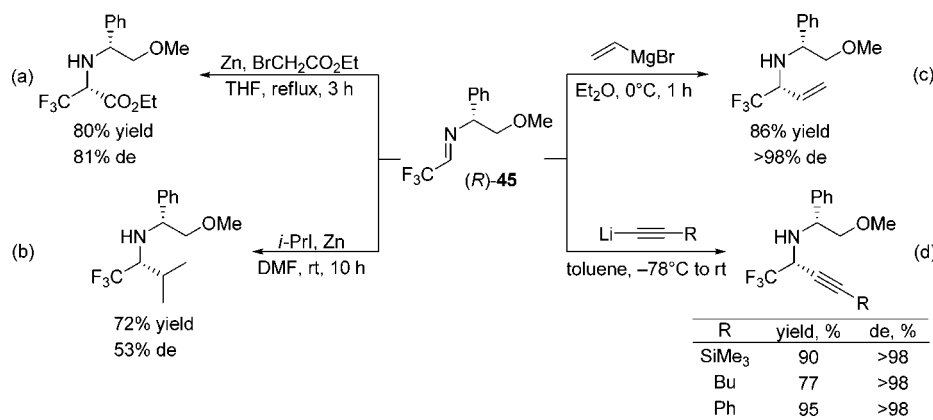 (a)
Ph
OMe
HN
F₃C
CO₂Et
80% yield
81% de
Zn, BrCH₂CO₂Et
THF, reflux, 3 h
Ph
OMe
N
F₃C
(R)-45
MgBr
Et₂O, 0°C, 1 h
Ph
OMe
HN
F₃C
(c)
86% yield
>98% de
(b)
Ph
OMe
HN
F₃C
72% yield
53% de
i-PrI, Zn
DMF, rt, 10 h
Li R
toluene, –78°C to rt
Ph
OMe
HN
F₃C
R
(d)
R yield, % de, %
SiMe₃ 90 >98
Bu 77 >98
Ph 95 >98